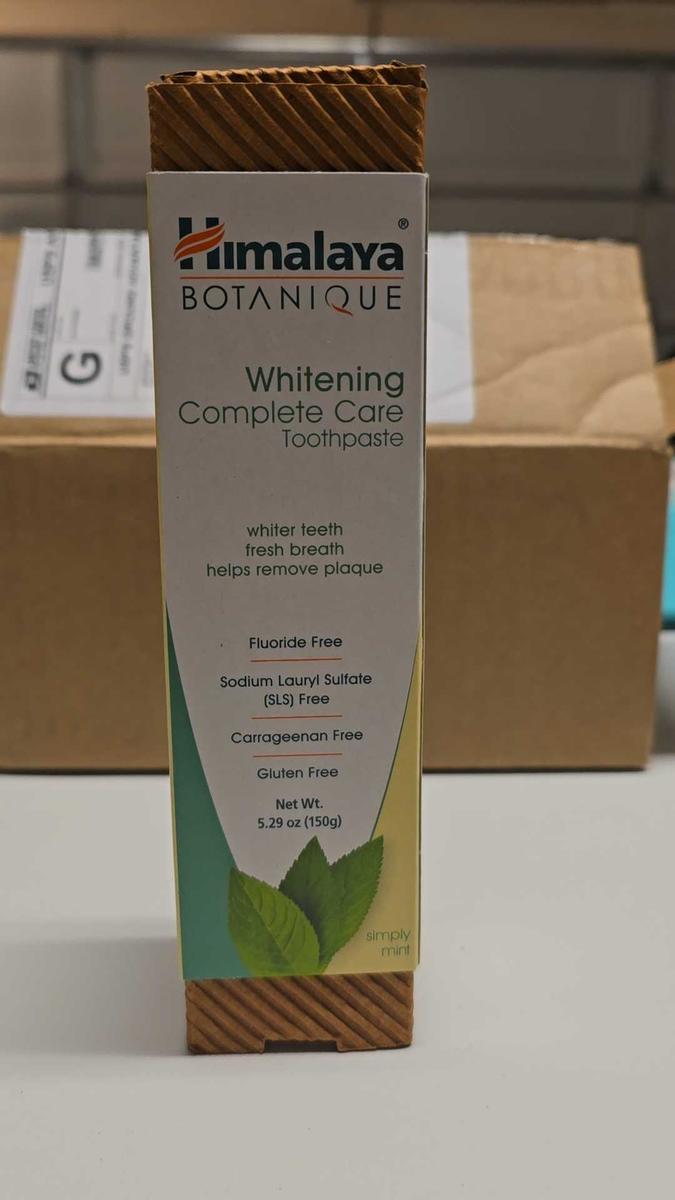 Himalaya®
BOTANIQUE
Whitening
Complete Care
Toothpaste
whiter teeth
fresh breath
helps remove plaque
Fluoride Free
Sodium Lauryl Sulfate
(SLS) Free
Carrageenan Free
Gluten Free
Net Wt.
5.29 oz (150g)
simply
mint
G